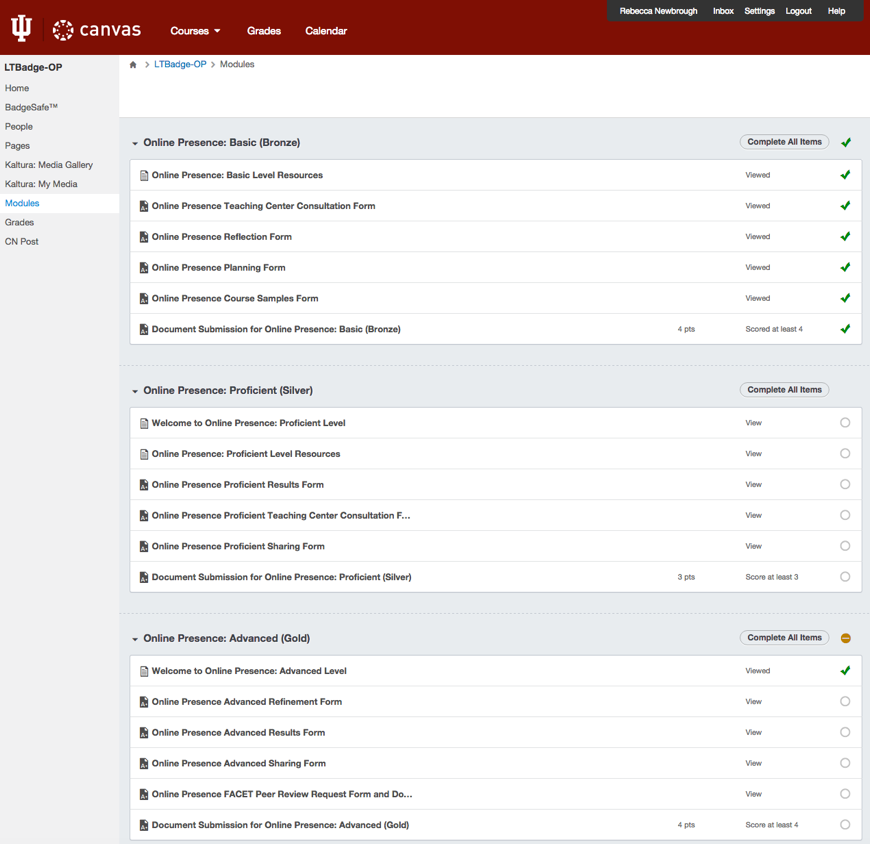 Rebecca Newbrough Inbox Settings Logout Help
canvas Courses Grades Calendar
LTBadge-OP
LTBadge-OP > Modules
Home
BadgeSafe™
People
Pages
Kaltura: Media Gallery
Kaltura: My Media
Modules
Grades
CN Post
Online Presence: Basic (Bronze) Complete All Items
Online Presence: Basic Level Resources Viewed
Online Presence Teaching Center Consultation Form Viewed
Online Presence Reflection Form Viewed
Online Presence Planning Form Viewed
Online Presence Course Samples Form Viewed
Document Submission for Online Presence: Basic (Bronze) 4 pts Scored at least 4
Online Presence: Proficient (Silver) Complete All Items
Welcome to Online Presence: Proficient Level View
Online Presence: Proficient Level Resources View
Online Presence Proficient Results Form View
Online Presence Proficient Teaching Center Consultation F... View
Online Presence Proficient Sharing Form View
Document Submission for Online Presence: Proficient (Silver) 3 pts Score at least 3
Online Presence: Advanced (Gold) Complete All Items
Welcome to Online Presence: Advanced Level Viewed
Online Presence Advanced Refinement Form View
Online Presence Advanced Results Form View
Online Presence Advanced Sharing Form View
Online Presence FACET Peer Review Request Form and Do... View
Document Submission for Online Presence: Advanced (Gold) 4 pts Score at least 4